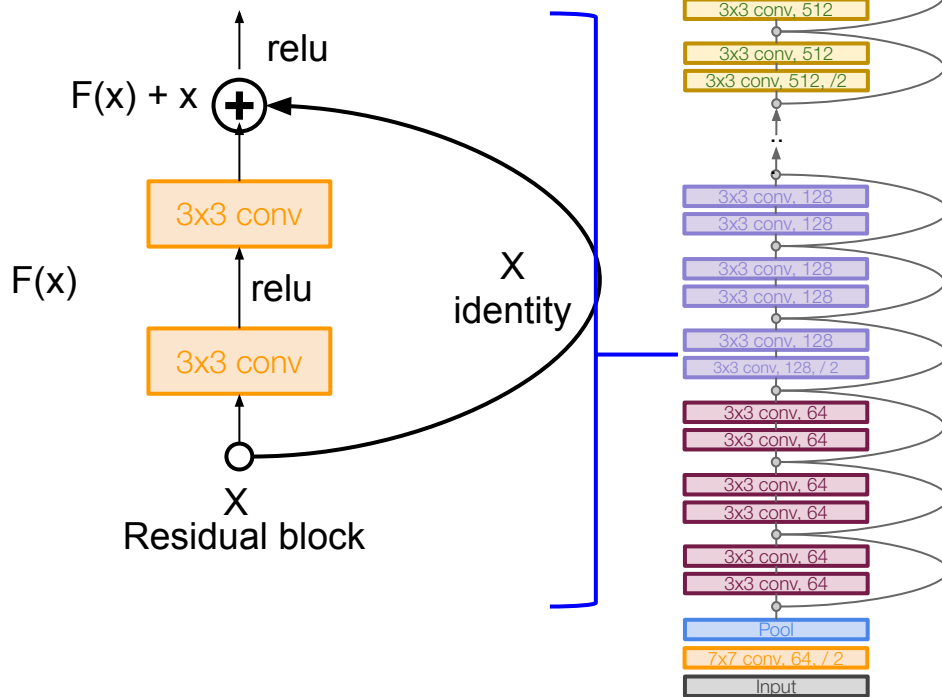 relu
F(x) + x
3x3 conv
F(x)
relu
X
identity
3x3 conv
X
Residual block
3x3 conv, 512
3x3 conv, 512
3x3 conv, 512, /2
..
.
3x3 conv, 128
3x3 conv, 128
3x3 conv, 128
3x3 conv, 128
3x3 conv, 128
3x3 conv, 128, / 2
3x3 conv, 64
3x3 conv, 64
3x3 conv, 64
3x3 conv, 64
3x3 conv, 64
3x3 conv, 64
Pool
7x7 conv, 64, / 2
Input